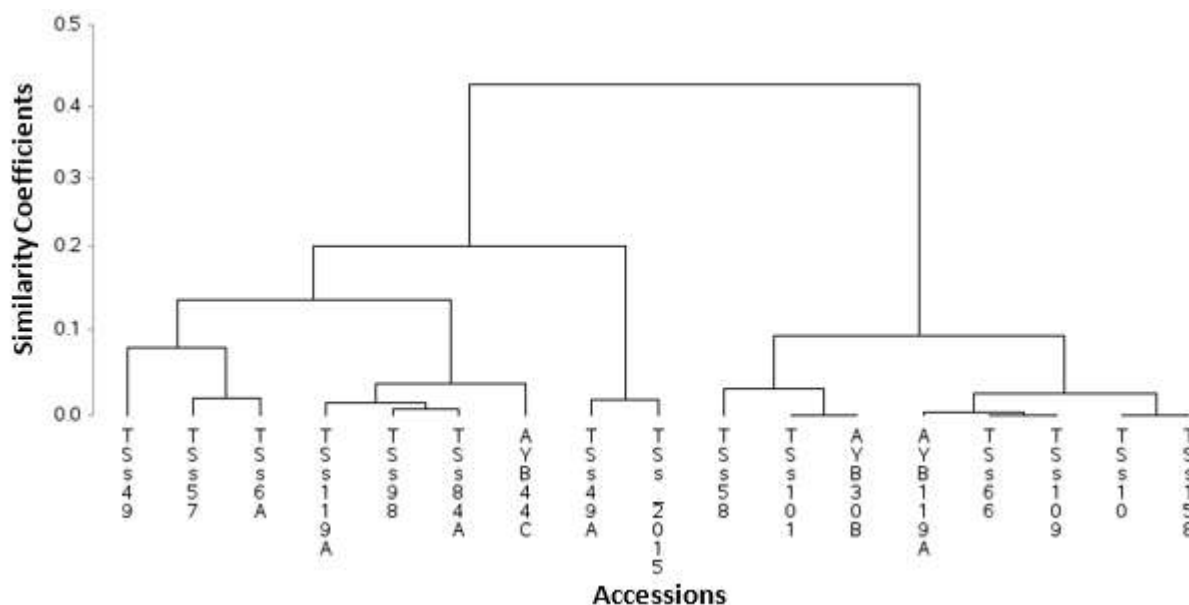 0.5
0.4
0.3
0.2
0.1
0.0
Similarity Coefficients
TSs49
TSs57
TSs6A
TSs119A
TSs98
TSs84A
AYB44C
TSs49A
TSs_2015
TSs58
TSs101
AYB30B
AYB119A
TSs66
TSs109
TSs10
TSs158
Accessions